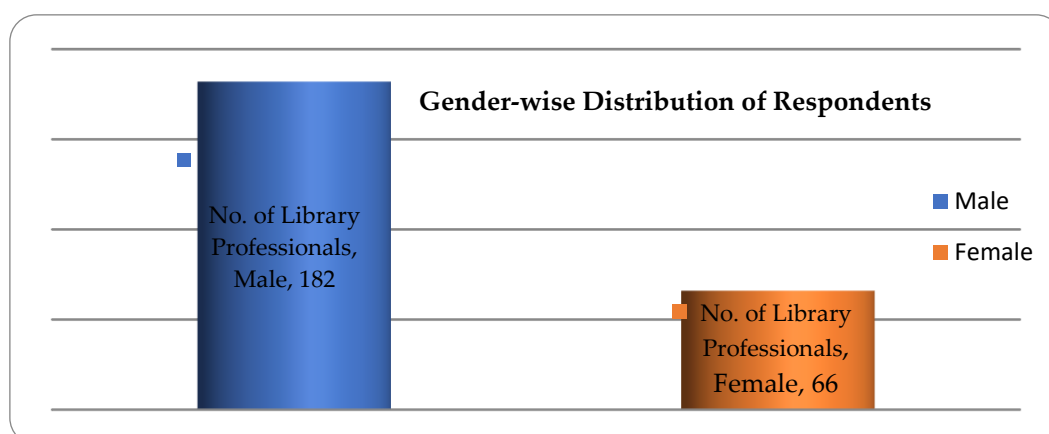 Gender-wise Distribution of Respondents
No. of Library
Professionals,
Male, 182
No. of Library
Professionals,
Female, 66
Male
Female